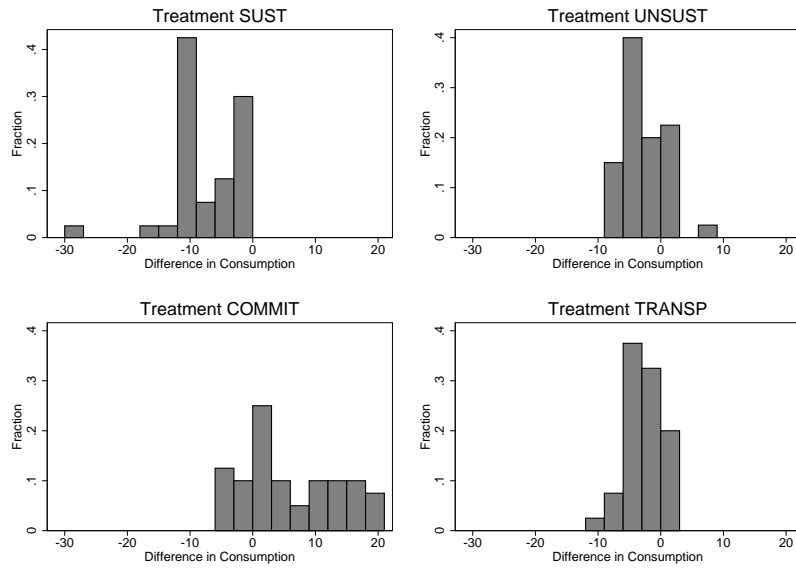 Treatment SUST
Fraction
0 .1 .2 .3 .4
-30 -20 -10 0 10 20
Difference in Consumption
Treatment UNSUST
Fraction
0 .1 .2 .3 .4
-30 -20 -10 0 10 20
Difference in Consumption
Treatment COMMIT
Fraction
0 .1 .2 .3 .4
-30 -20 -10 0 10 20
Difference in Consumption
Treatment TRANSP
Fraction
0 .1 .2 .3 .4
-30 -20 -10 0 10 20
Difference in Consumption